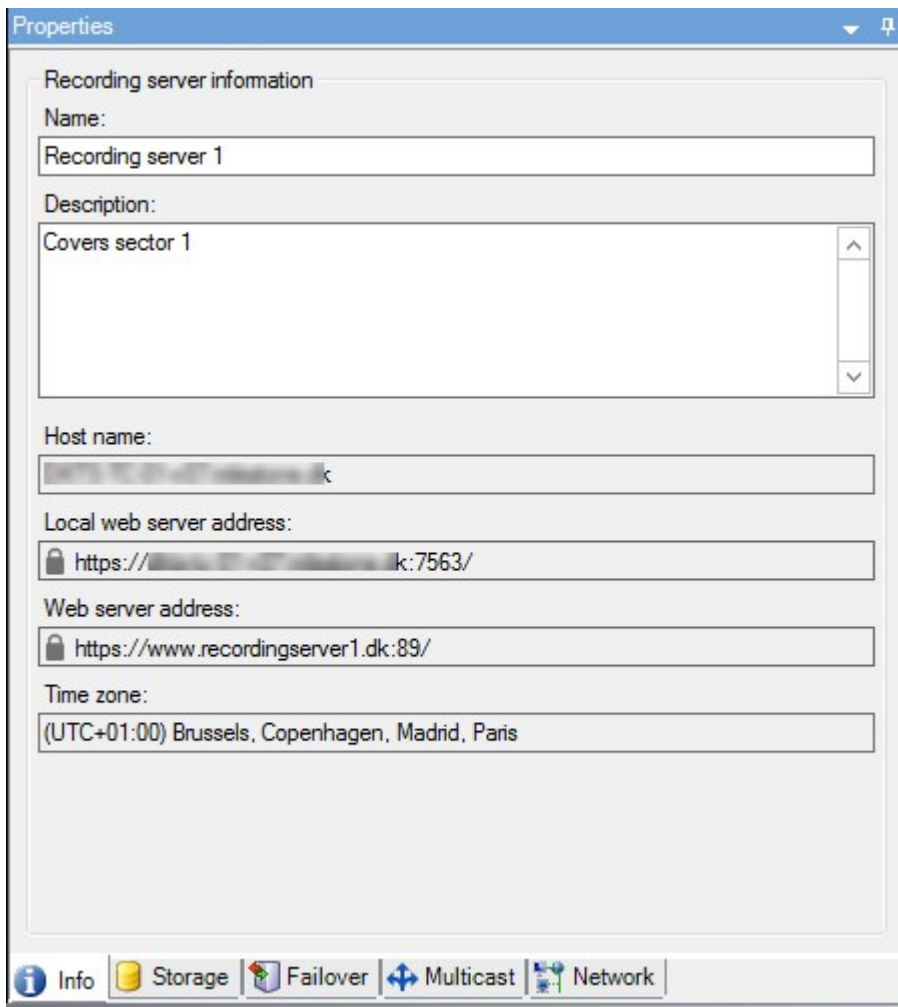 Properties
Recording server information
Name:
Recording server 1
Description:
Covers sector 1
Host name:
Local web server address:
https:// k:7563/
Web server address:
https://www.recordingserver1.dk:89/
Time zone:
(UTC+01:00) Brussels, Copenhagen, Madrid, Paris
Info Storage Failover Multicast Network